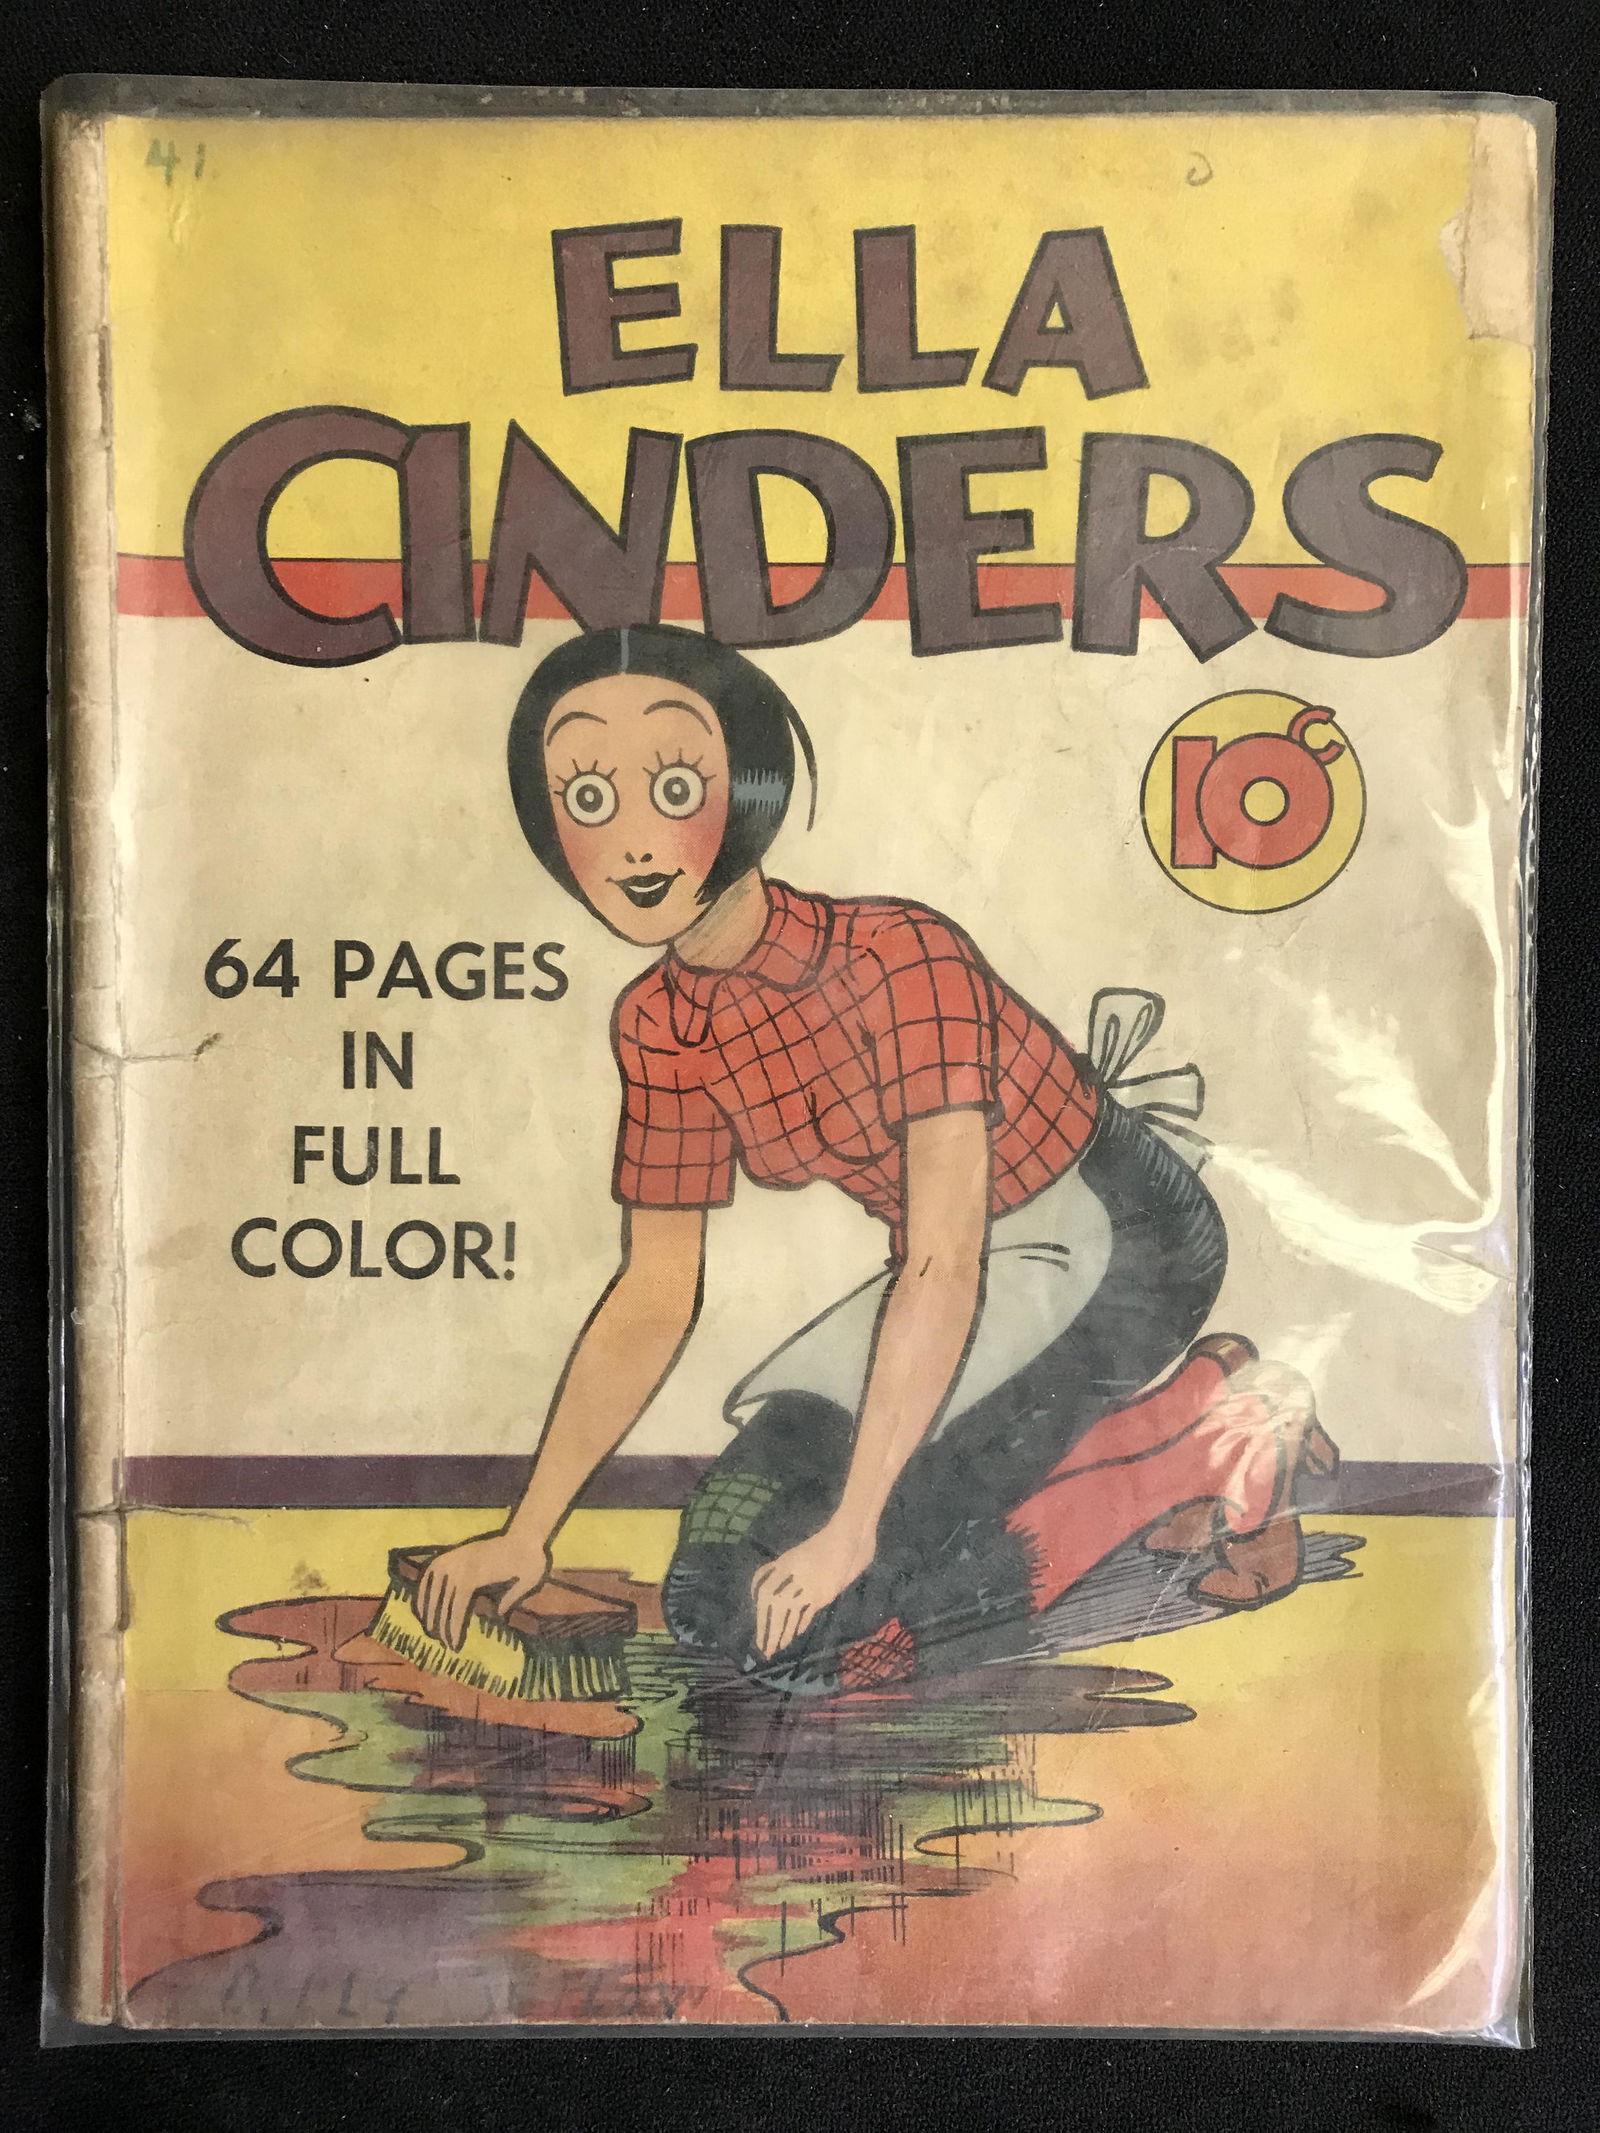 41
ELLA
CINDERS
10¢
64 PAGES
IN
FULL
COLOR!